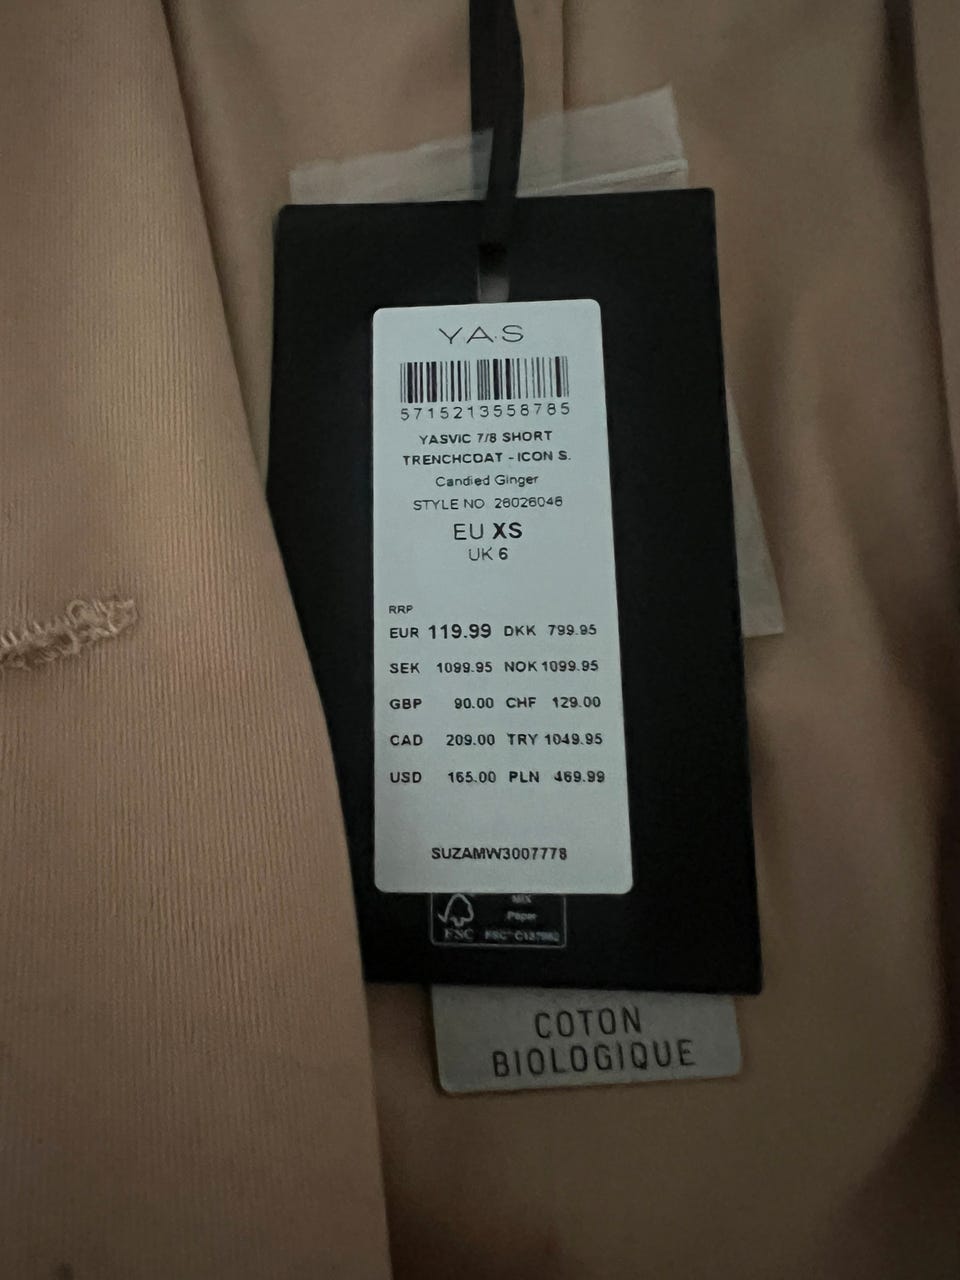 Y.A.S
5715213558785
YASVIC 7/8 SHORT
TRENCHCOAT - ICON S.
Candied Ginger
STYLE NO 26026046
EU XS
UK 6
RRP
EUR 119.99 DKK 799.95
SEK 1099.95 NOK 1099.95
GBP 90.00 CHF 129.00
CAD 209.00 TRY 1049.95
USD 165.00 PLN 469.99
SUZAMW3007778
MIX
Paper
FSC FSC®
COTON
BIOLOGIQUE